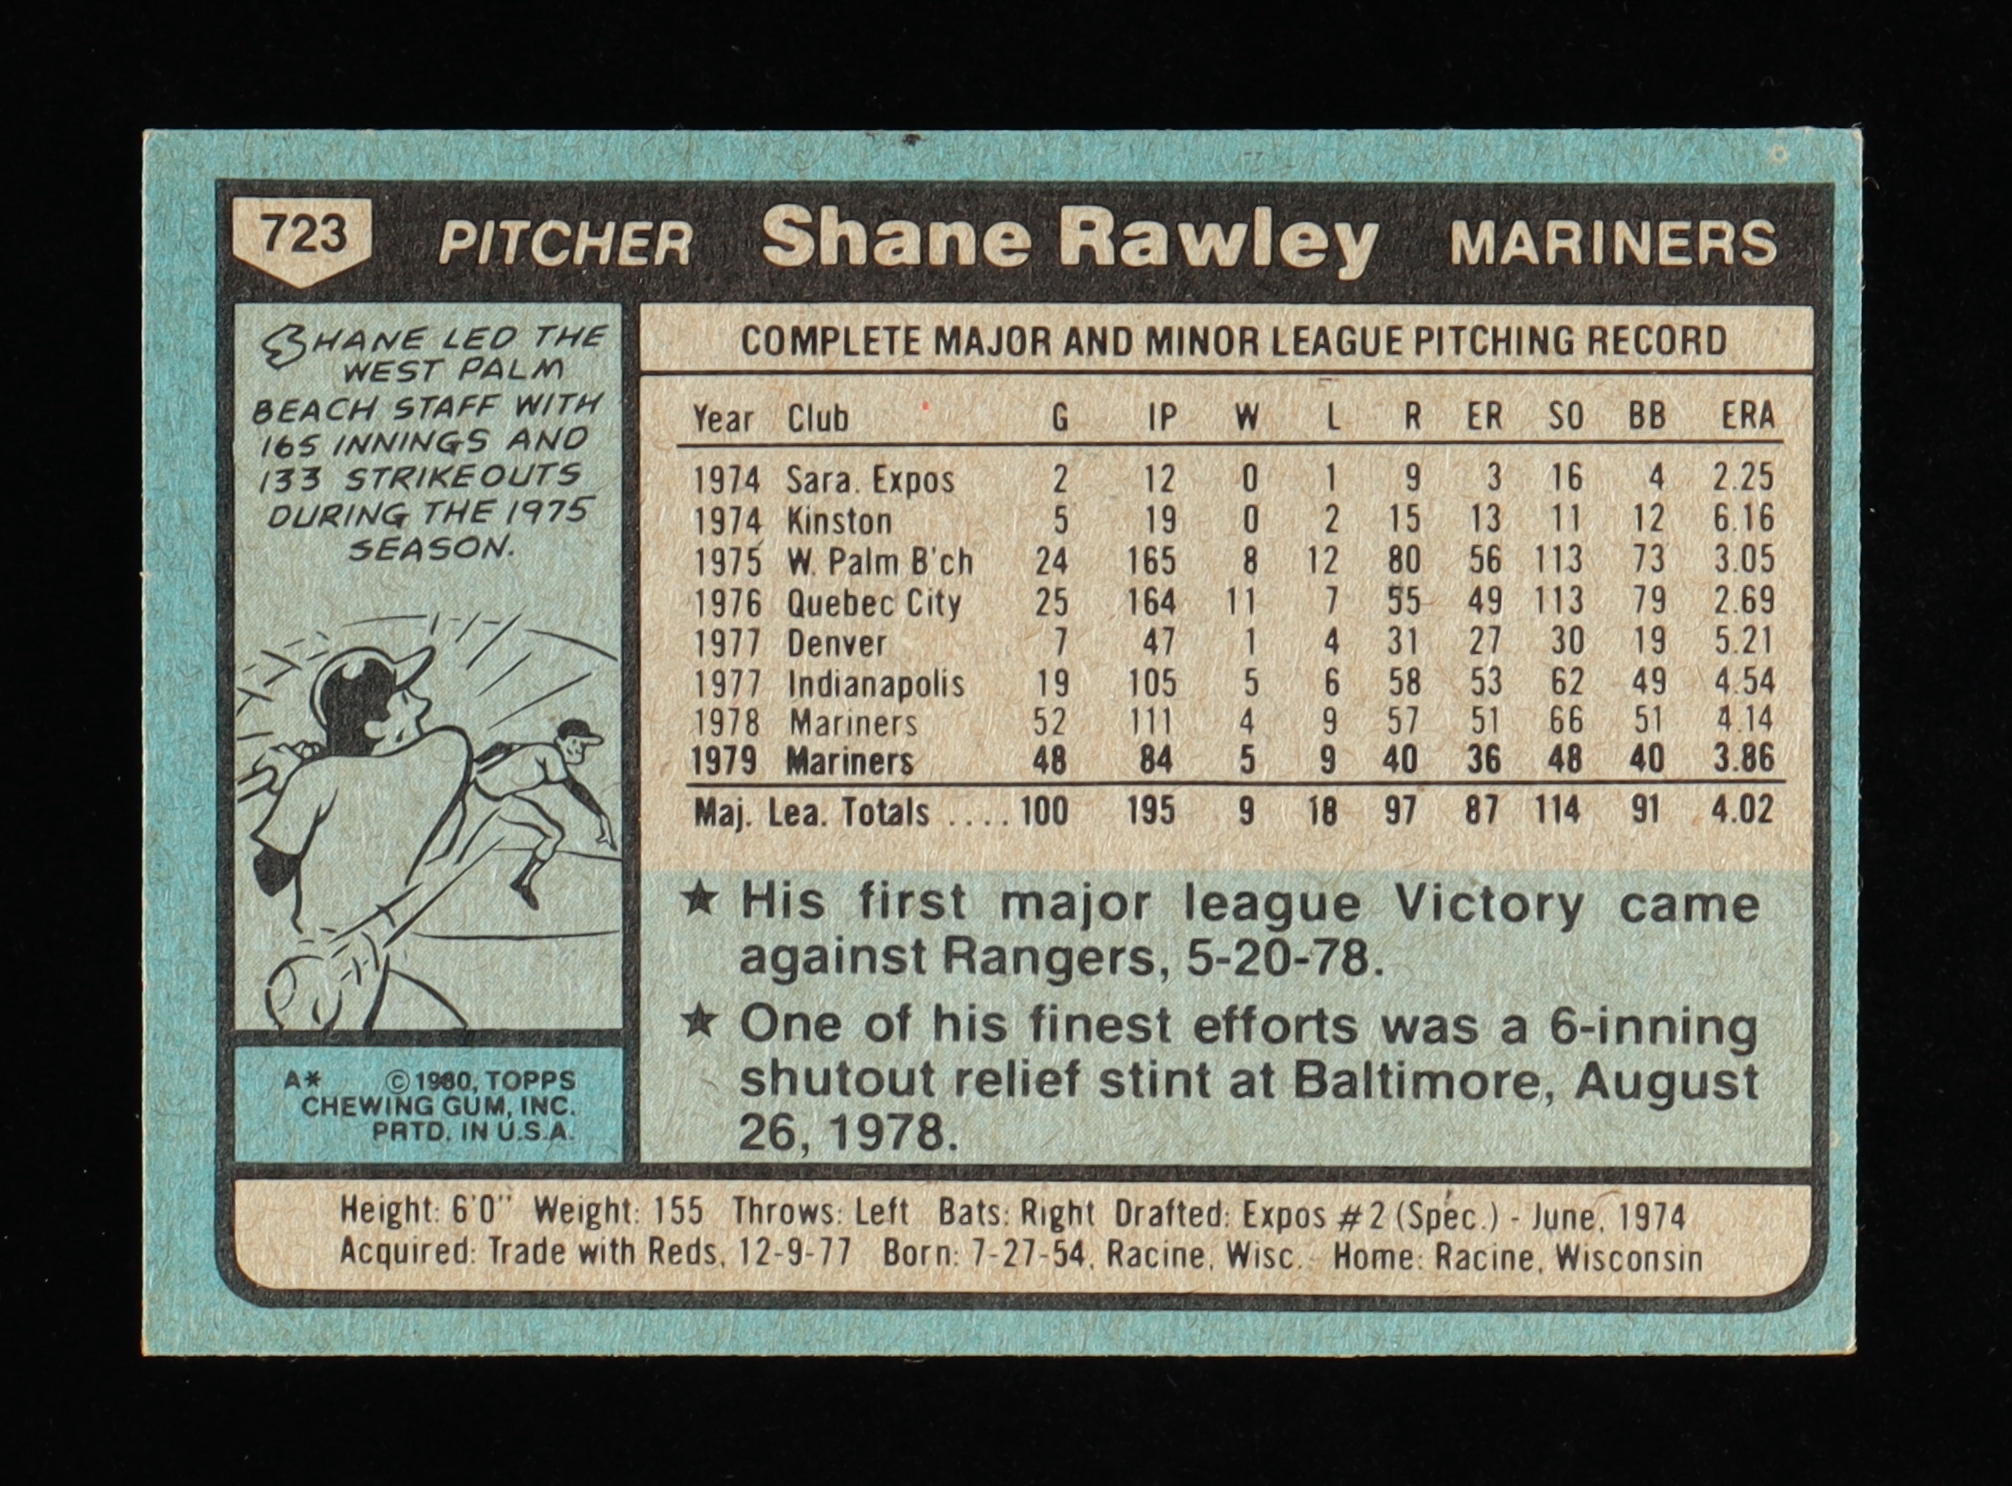 723 PITCHER Shane Rawley MARINERS
SHANE LED THE
WEST PALM
BEACH STAFF WITH
165 INNINGS AND
133 STRIKEOUTS
DURING THE 1975
SEASON.
A* © 1980, TOPPS
CHEWING GUM, INC.
PRTD. IN U.S.A.
COMPLETE MAJOR AND MINOR LEAGUE PITCHING RECORD
Year Club G IP W L R ER SO BB ERA
1974 Sara. Expos 2 12 0 1 9 3 16 4 2.25
1974 Kinston 5 19 0 2 15 13 11 12 6.16
1975 W. Palm B'ch 24 165 8 12 80 56 113 73 3.05
1976 Quebec City 25 164 11 7 55 49 113 79 2.69
1977 Denver 7 47 1 4 31 27 30 19 5.21
1977 Indianapolis 19 105 5 6 58 53 62 49 4.54
1978 Mariners 52 111 4 9 57 51 66 51 4.14
1979 Mariners 48 84 5 9 40 36 48 40 3.86
Maj. Lea. Totals .... 100 195 9 18 97 87 114 91 4.02
★ His first major league Victory came
against Rangers, 5-20-78.
★ One of his finest efforts was a 6-inning
shutout relief stint at Baltimore, August
26, 1978.
Height: 6'0" Weight: 155 Throws: Left Bats: Right Drafted: Expos #2 (Spec.) - June, 1974
Acquired: Trade with Reds, 12-9-77 Born: 7-27-54, Racine, Wisc. Home: Racine, Wisconsin